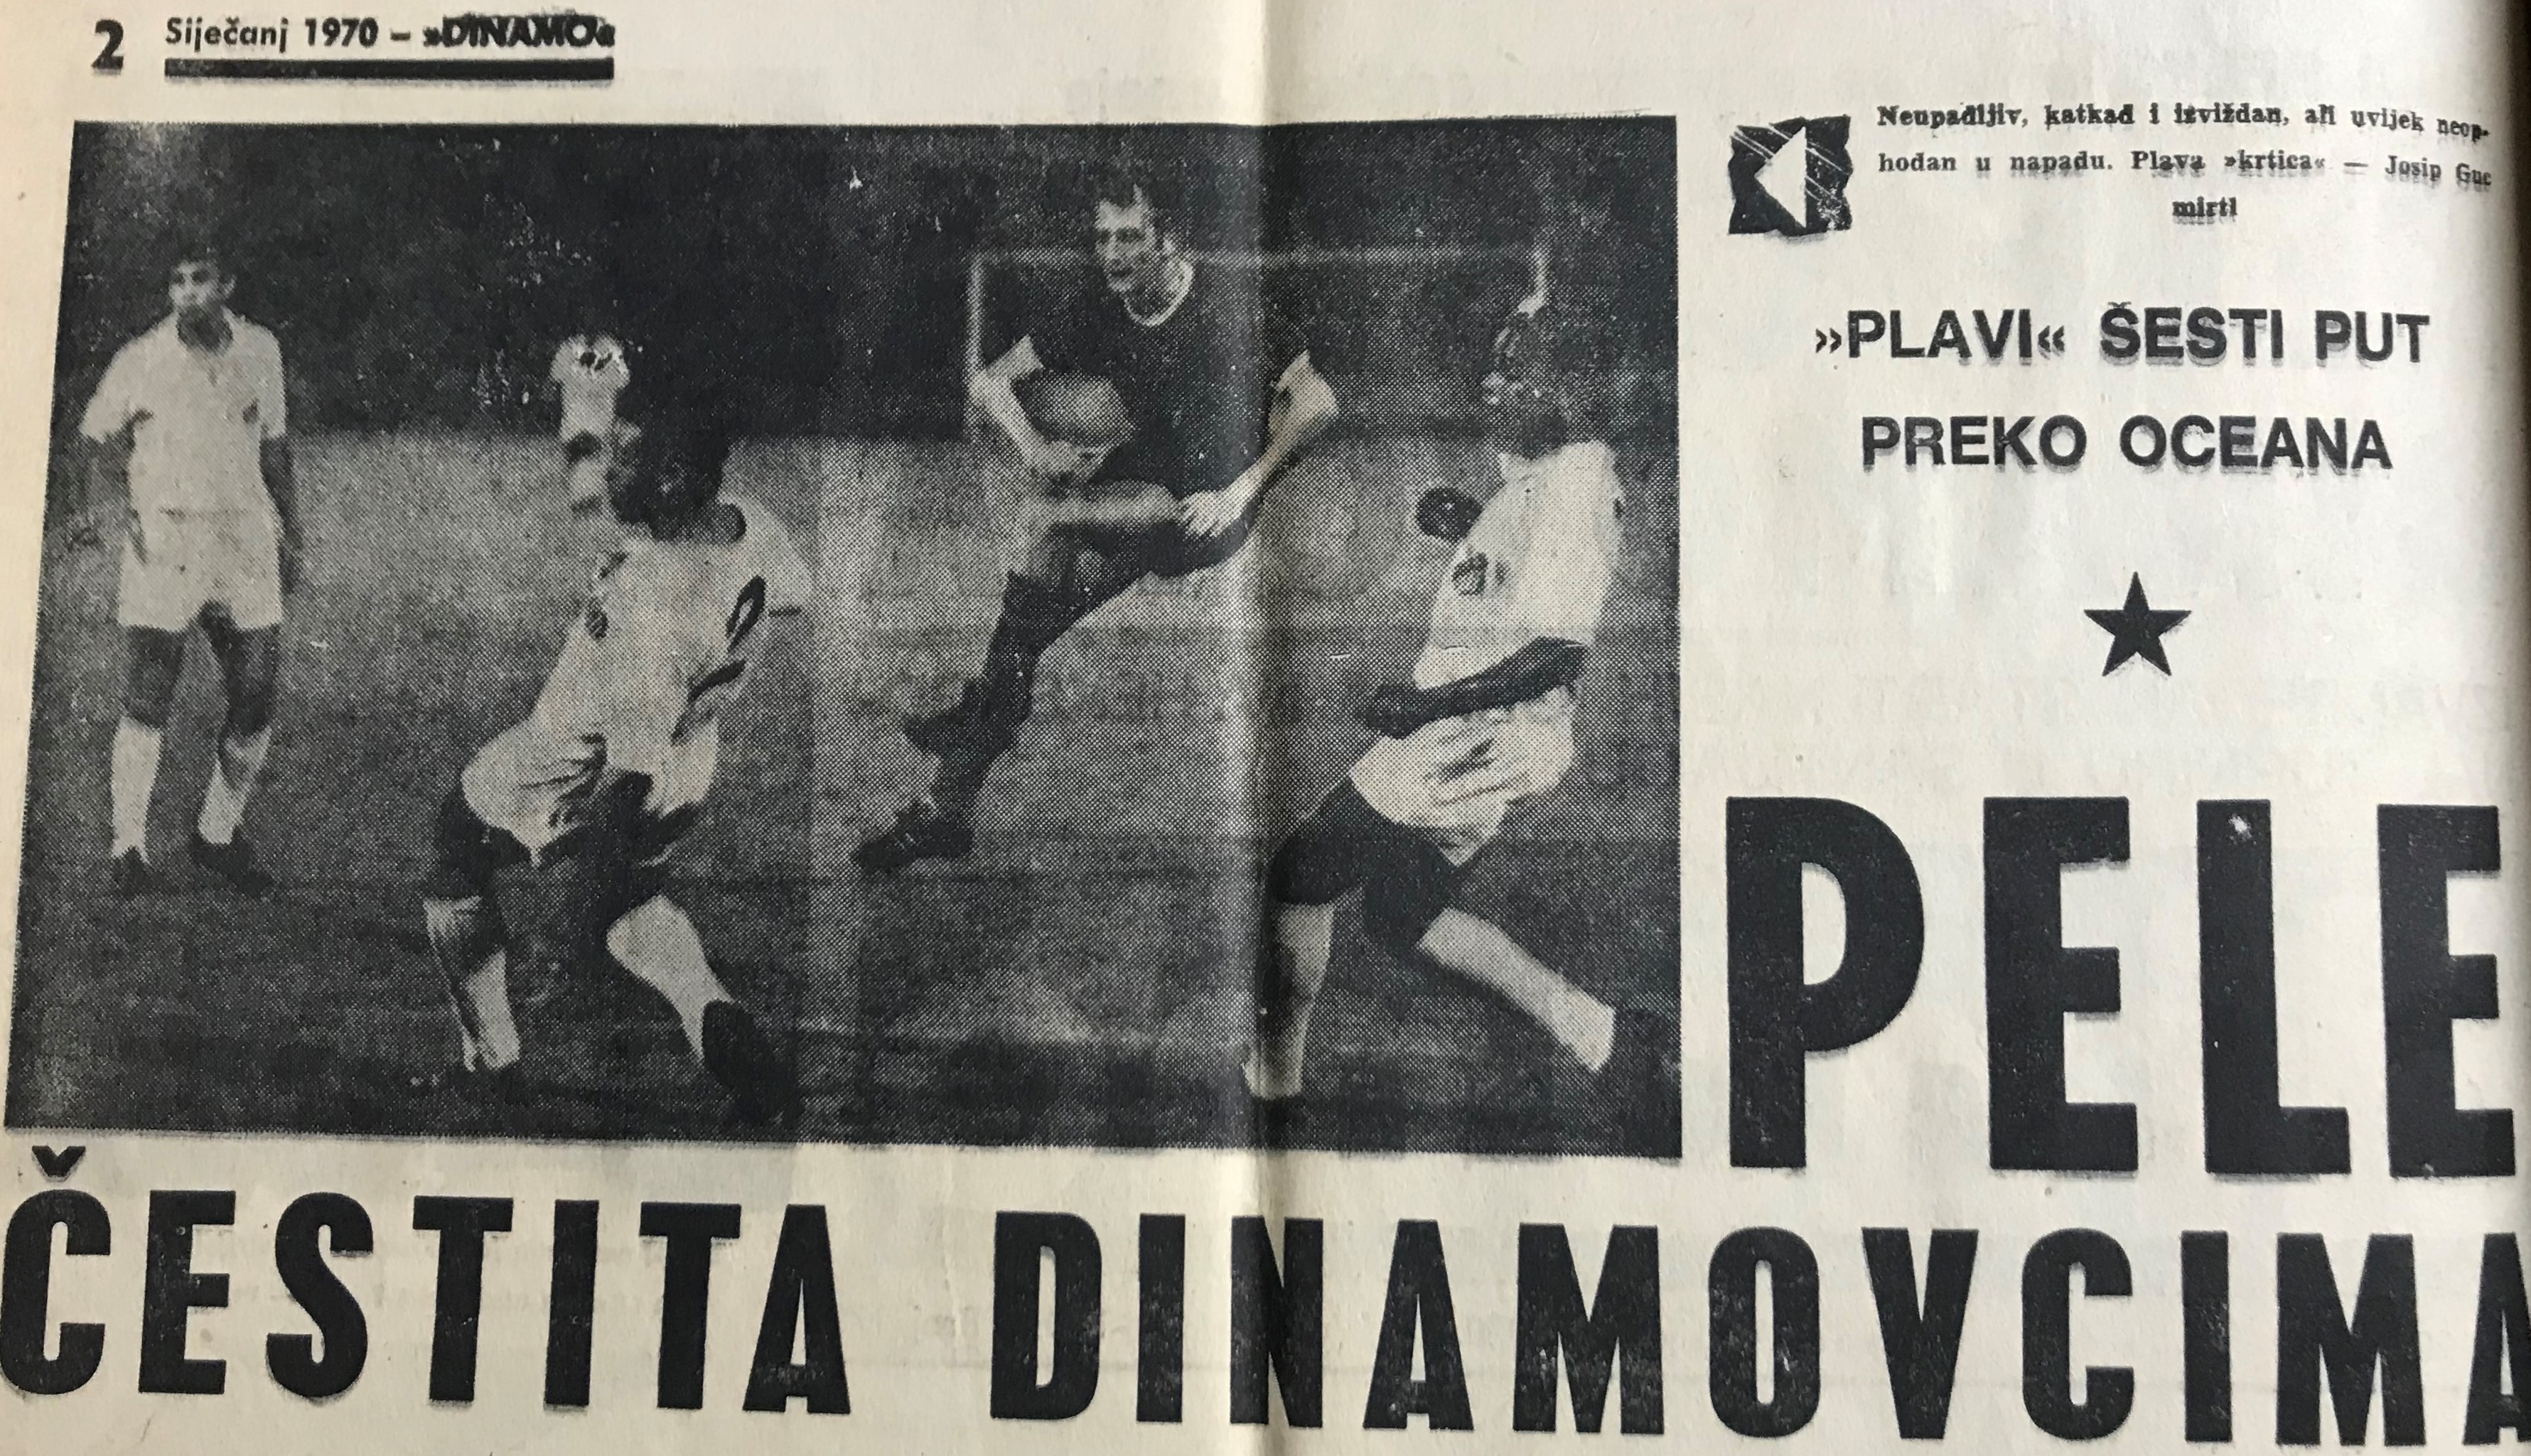 2
Siječanj 1970 – »DINAMO«
Neupadljiv, katkad i izviždan, ali uvijek neop-
hodan u napadu. Plava »krtica« — Josip Guc
mirtl
»PLAVI« ŠESTI PUT
PREKO OCEANA
PELE
ČESTITA DINAMOVCIMA